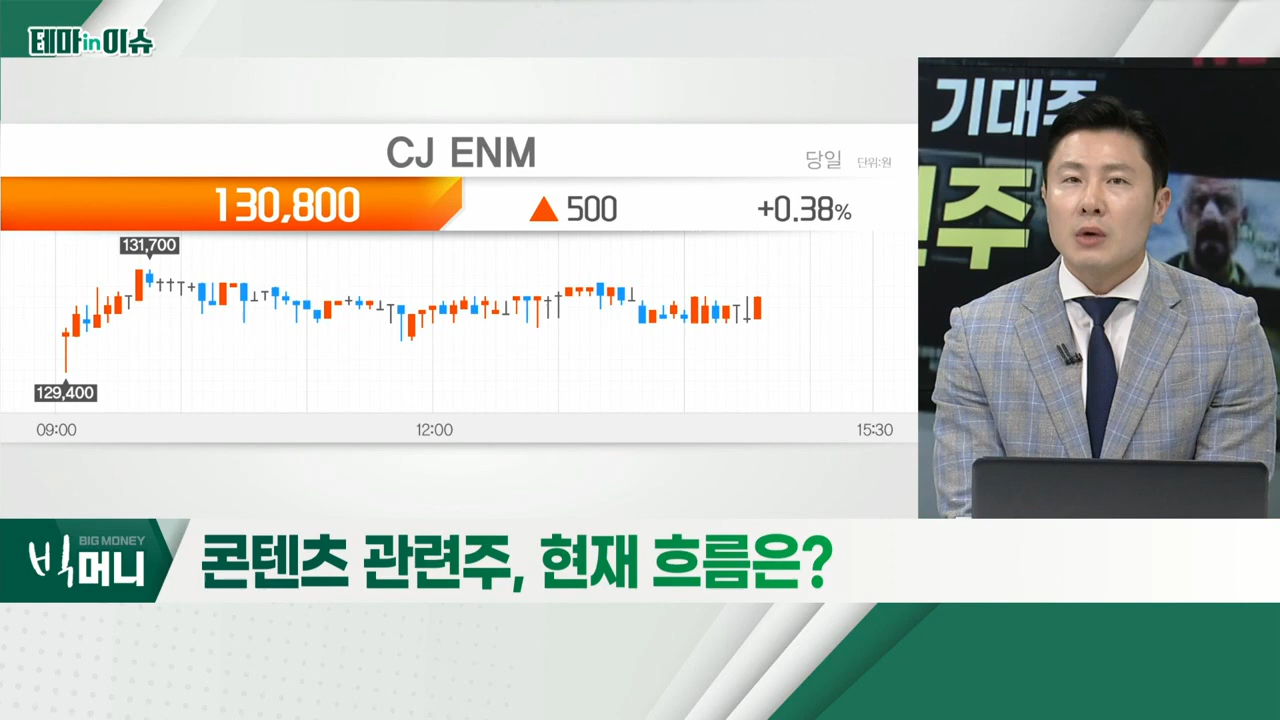 테마in이슈
기대주
주
CJ ENM
당일 단위:원
130,800 ▲ 500 +0.38%
131,700
129,400
09:00 12:00 15:30
BIG MONEY
빅머니
콘텐츠 관련주, 현재 흐름은?